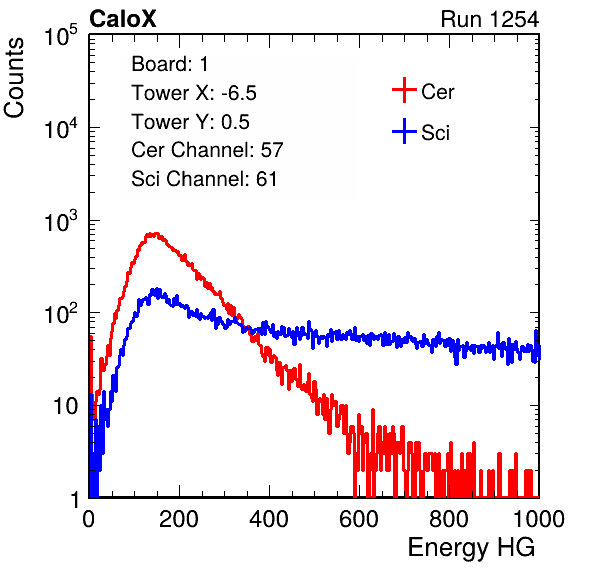 CaloX Run 1254
Counts
Board: 1
Tower X: -6.5
Tower Y: 0.5
Cer Channel: 57
Sci Channel: 61
Cer
Sci
10^5
10^4
10^3
10^2
10
1
0 200 400 600 800 1000
Energy HG